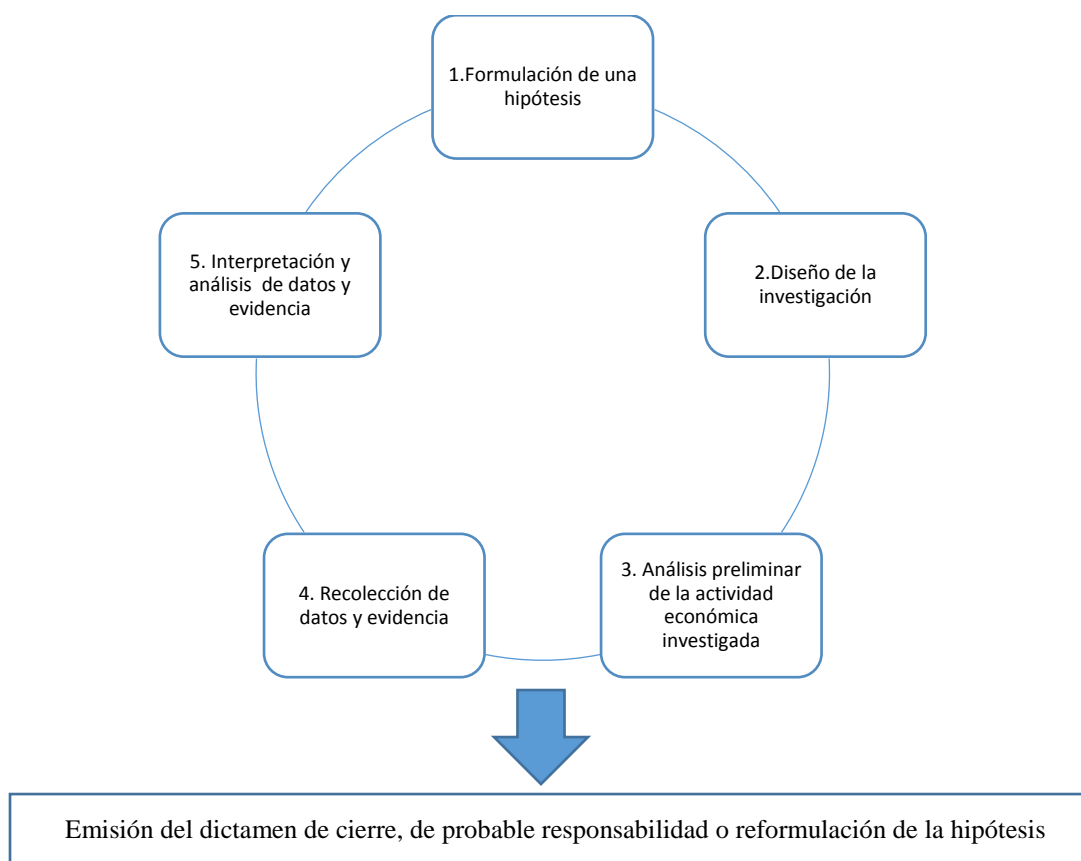 1.Formulación de una
hipótesis
2.Diseño de la
investigación
3. Análisis preliminar
de la actividad
económica
investigada
4. Recolección de
datos y evidencia
5. Interpretación y
análisis de datos y
evidencia
Emisión del dictamen de cierre, de probable responsabilidad o reformulación de la hipótesis